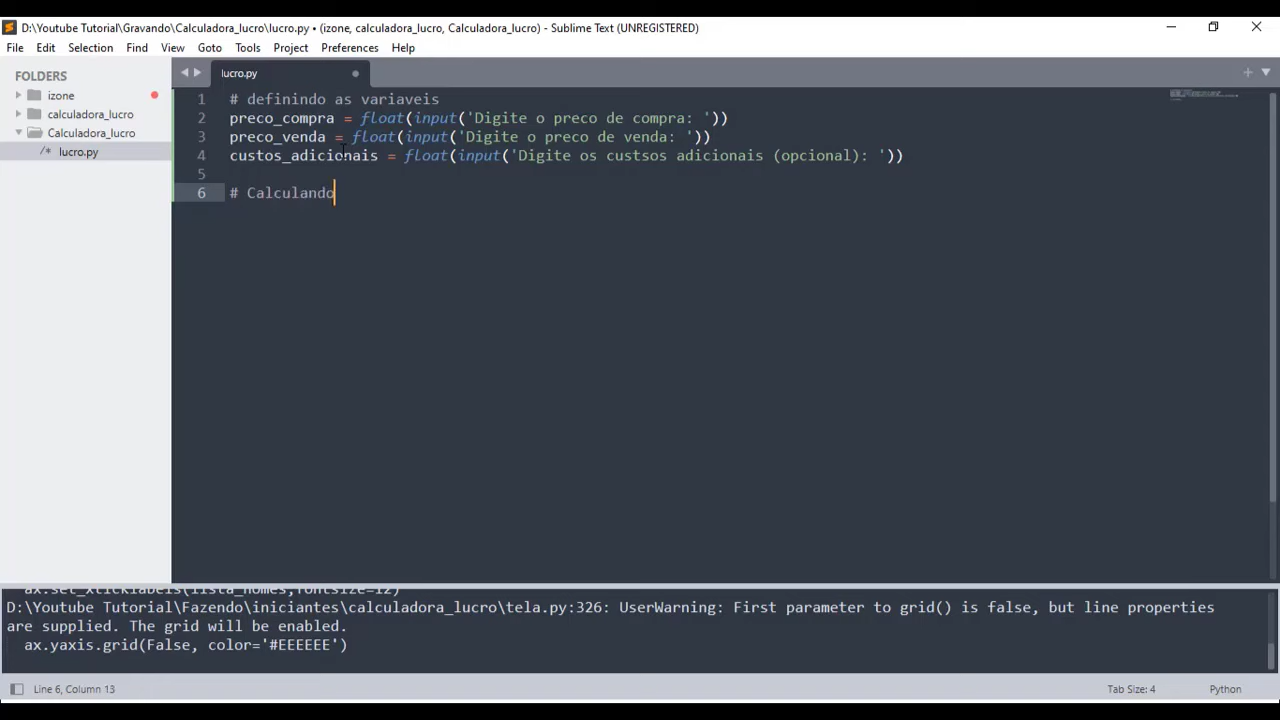 D:\Youtube Tutorial\Gravando\Calculadora_lucro\lucro.py • (izone, calculadora_lucro, Calculadora_lucro) - Sublime Text (UNREGISTERED)
File Edit Selection Find View Goto Tools Project Preferences Help
FOLDERS
izone
calculadora_lucro
Calculadora_lucro
/* lucro.py
lucro.py
1 # definindo as variaveis
2 preco_compra = float(input('Digite o preco de compra: '))
3 preco_venda = float(input('Digite o preco de venda: '))
4 custos_adicionais = float(input('Digite os custsos adicionais (opcional): '))
5
6 # Calculando
ax.set_xticklabels(lista_nomes,fontsize=12)
D:\Youtube Tutorial\Fazendo\iniciantes\calculadora_lucro\tela.py:326: UserWarning: First parameter to grid() is false, but line properties
are supplied. The grid will be enabled.
ax.yaxis.grid(False, color='#EEEEEE')
Line 6, Column 13 Tab Size: 4 Python